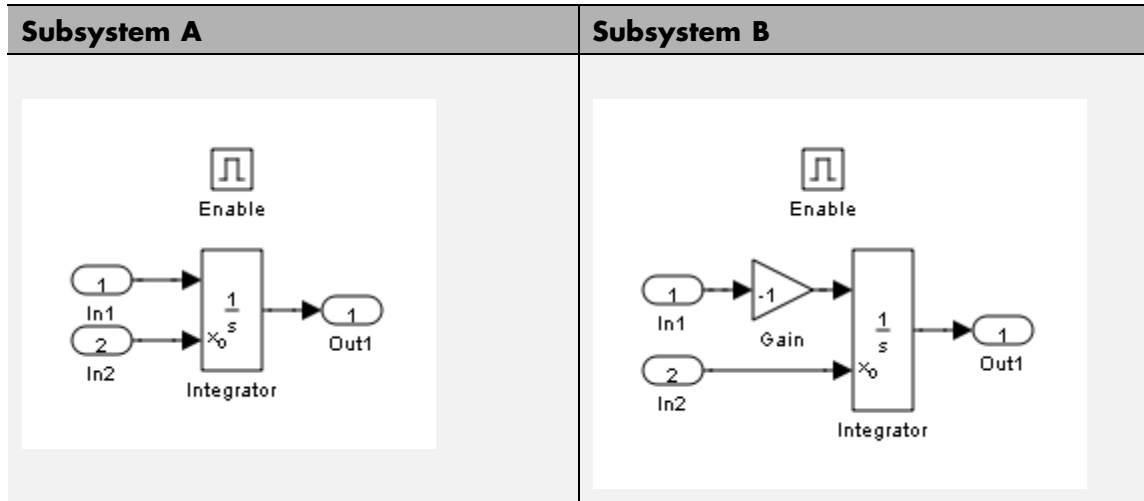 Subsystem A
Subsystem B
Enable
1
In1
2
In2
1
s
x0
Integrator
1
Out1
Enable
1
In1
-1
Gain
2
In2
1
s
x0
Integrator
1
Out1